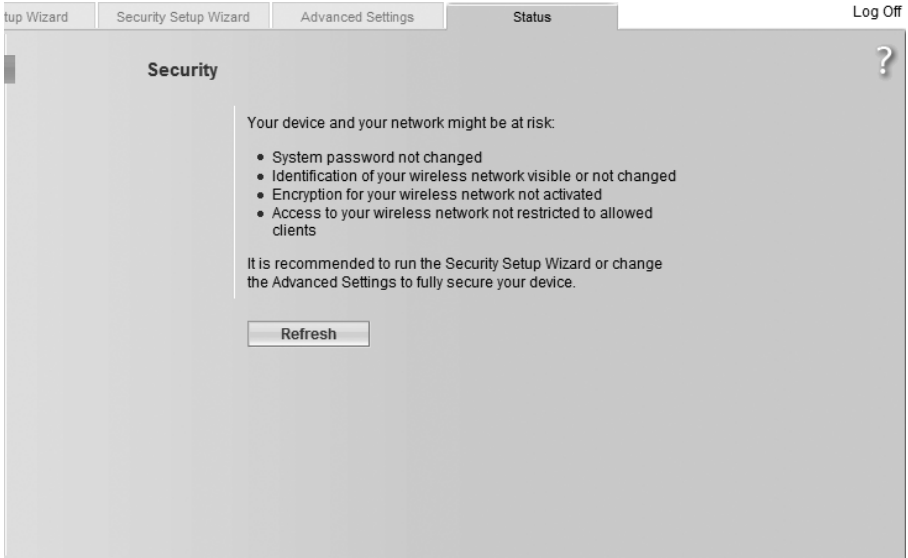 tup Wizard
Security Setup Wizard
Advanced Settings
Status
Log Off
?
Security
Your device and your network might be at risk:
• System password not changed
• Identification of your wireless network visible or not changed
• Encryption for your wireless network not activated
• Access to your wireless network not restricted to allowed
clients
It is recommended to run the Security Setup Wizard or change
the Advanced Settings to fully secure your device.
Refresh